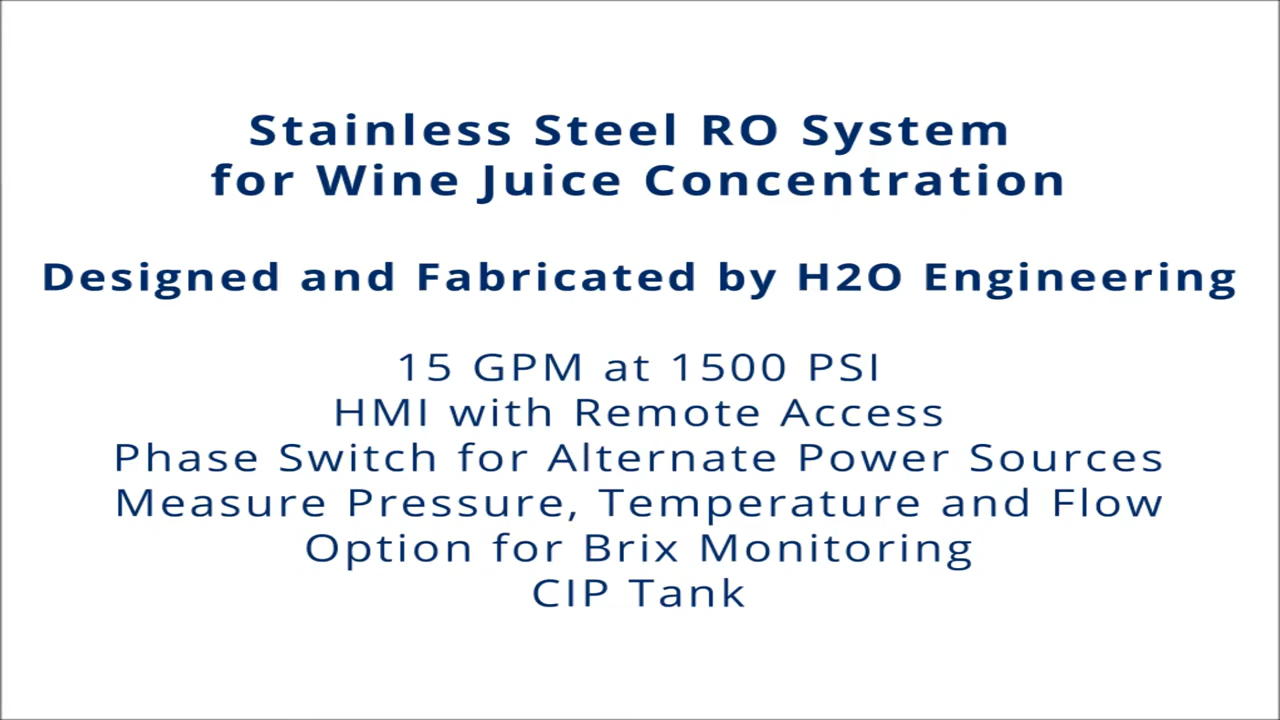 Stainless Steel RO System
for Wine Juice Concentration
Designed and Fabricated by H2O Engineering
15 GPM at 1500 PSI
HMI with Remote Access
Phase Switch for Alternate Power Sources
Measure Pressure, Temperature and Flow
Option for Brix Monitoring
CIP Tank